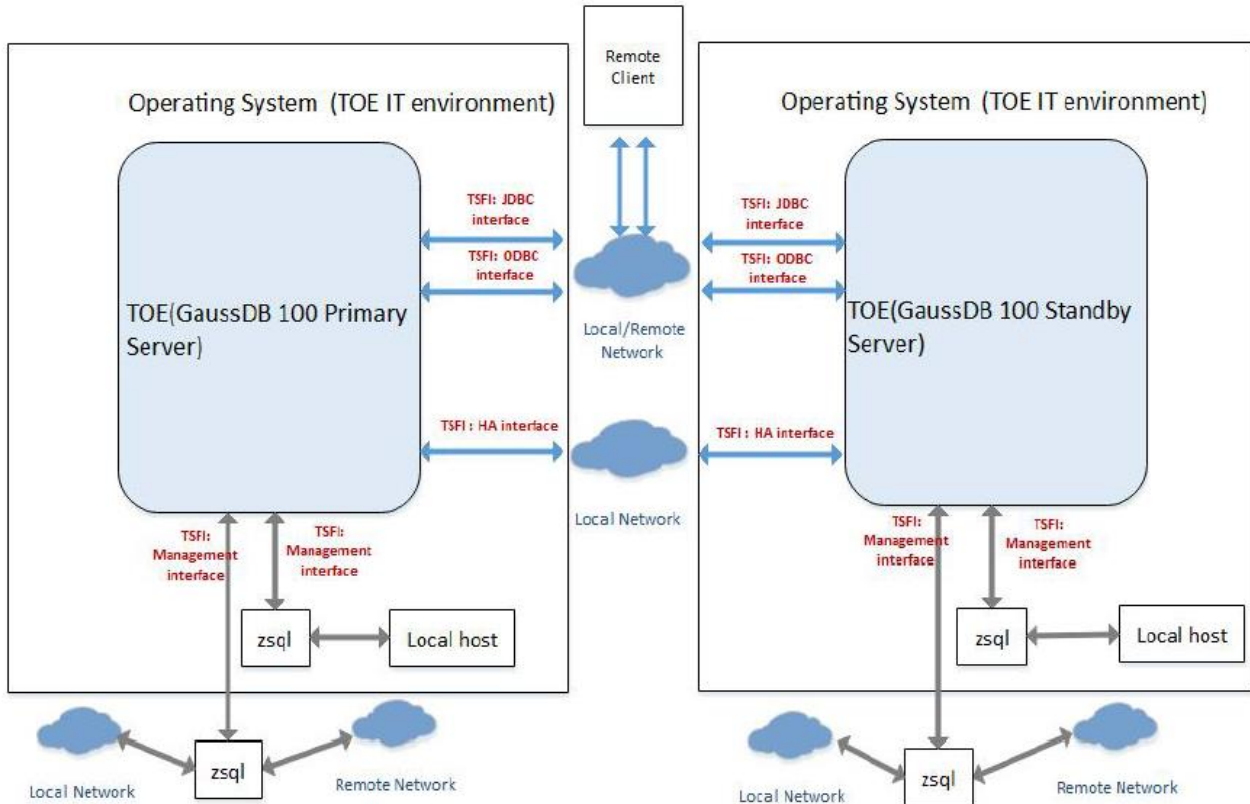 Remote
Client
Operating System (TOE IT environment)
Operating System (TOE IT environment)
TSFI: JDBC
interface
TSFI: ODBC
interface
TSFI: JDBC
interface
TSFI: ODBC
interface
TOE(GaussDB 100 Primary
Server)
Local/Remote
Network
TOE(GaussDB 100 Standby
Server)
TSFI : HA interface
TSFI : HA interface
Local Network
TSFI:
Management
interface
TSFI:
Management
interface
TSFI:
Management
interface
TSFI:
Management
interface
zsql
Local host
zsql
Local host
Local Network
zsql
Remote Network
Local Network
zsql
Remote Network